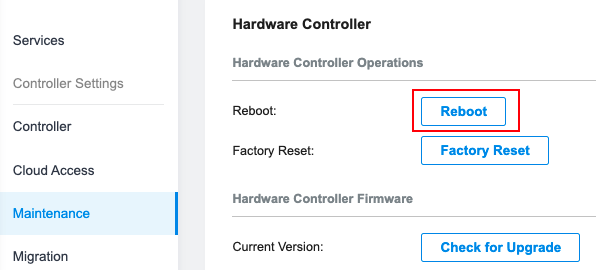 Services
Controller Settings
Controller
Cloud Access
Maintenance
Migration
Hardware Controller
Hardware Controller Operations
Reboot: Reboot
Factory Reset: Factory Reset
Hardware Controller Firmware
Current Version: Check for Upgrade